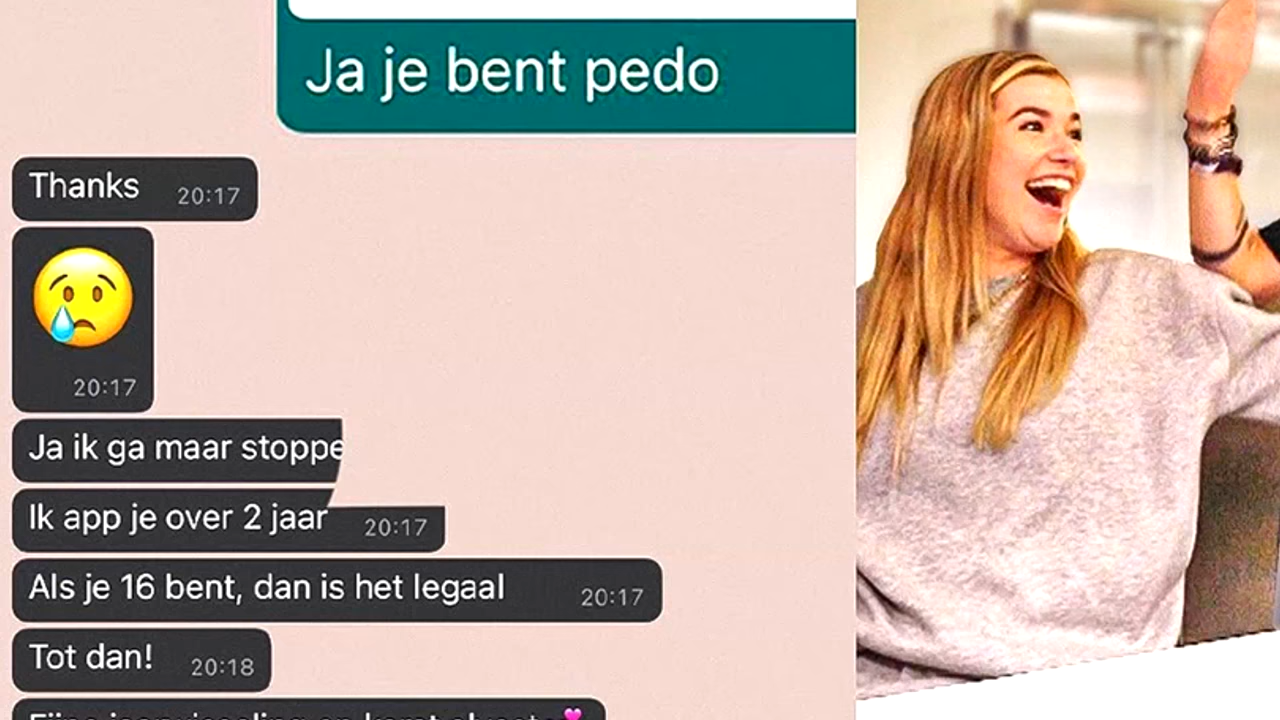 Ja je bent pedo
Thanks 20:17
20:17
Ja ik ga maar stoppe
Ik app je over 2 jaar 20:17
Als je 16 bent, dan is het legaal 20:17
Tot dan! 20:18